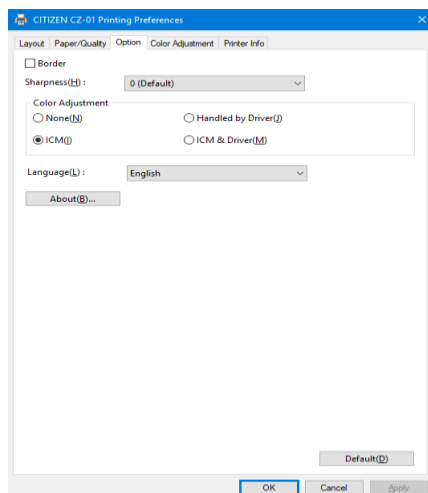 CITIZEN CZ-01 Printing Preferences
Layout Paper/Quality Option Color Adjustment Printer Info
Border
Sharpness(H) : 0 (Default)
Color Adjustment
None(N) Handled by Driver(J)
ICM(I) ICM & Driver(M)
Language(L) : English
About(B)...
Default(D)
OK Cancel Apply